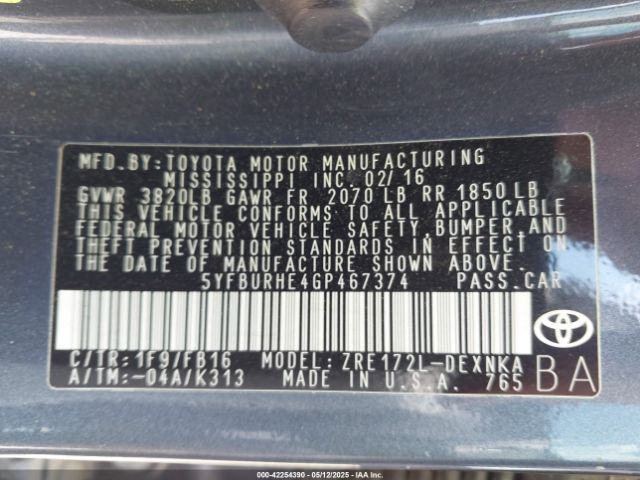 MFD.BY:TOYOTA MOTOR MANUFACTURING
MISSISSIPPI INC. 02/16
GVWR 3820LB GAWR FR 2070 LB RR 1850 LB
THIS VEHICLE CONFORMS TO ALL APPLICABLE
FEDERAL MOTOR VEHICLE SAFETY,BUMPER,AND
THEFT PREVENTION STANDARDS IN EFFECT ON
THE DATE OF MANUFACTURE SHOWN ABOVE.
5YFBURHE4GP467374 PASS.CAR
C/TR:1F9/FB16 MODEL:ZRE172L-DEXNKA
A/TM:-04A/K313 MADE IN U.S.A. 765
BA
000-42254390 - 05/12/2025 - IAAI.COM